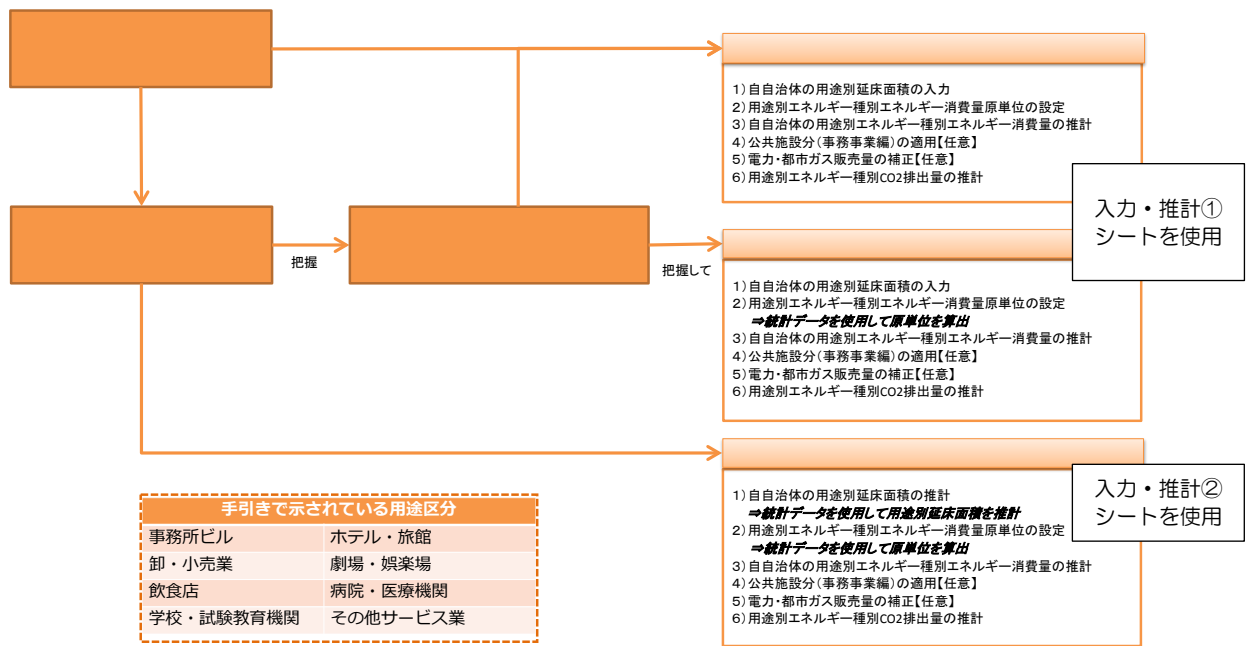 1)自自治体の用途別延床面積の入力
2)用途別エネルギー種別エネルギー消費量原単位の設定
3)自自治体の用途別エネルギー種別エネルギー消費量の推計
4)公共施設分(事務事業編)の適用【任意】
5)電力・都市ガス販売量の補正【任意】
6)用途別エネルギー種別CO2排出量の推計
入力・推計①
シートを使用
把握
把握して
1)自自治体の用途別延床面積の入力
2)用途別エネルギー種別エネルギー消費量原単位の設定
⇒統計データを使用して原単位を算出
3)自自治体の用途別エネルギー種別エネルギー消費量の推計
4)公共施設分(事務事業編)の適用【任意】
5)電力・都市ガス販売量の補正【任意】
6)用途別エネルギー種別CO2排出量の推計
1)自自治体の用途別延床面積の推計
⇒統計データを使用して用途別延床面積を推計
2)用途別エネルギー種別エネルギー消費量原単位の設定
⇒統計データを使用して原単位を算出
3)自自治体の用途別エネルギー種別エネルギー消費量の推計
4)公共施設分(事務事業編)の適用【任意】
5)電力・都市ガス販売量の補正【任意】
6)用途別エネルギー種別CO2排出量の推計
入力・推計②
シートを使用
手引きで示されている用途区分
事務所ビル ホテル・旅館
卸・小売業 劇場・娯楽場
飲食店 病院・医療機関
学校・試験教育機関 その他サービス業